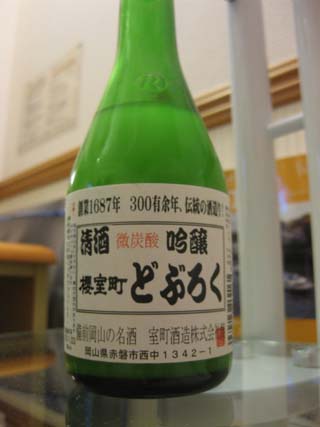 創業1687年 300有余年、伝統の酒造
清酒 微炭酸 吟醸
櫻室町 どぶろく
備前岡山の名酒 室町酒造株式会
岡山県赤磐市西中1342-1